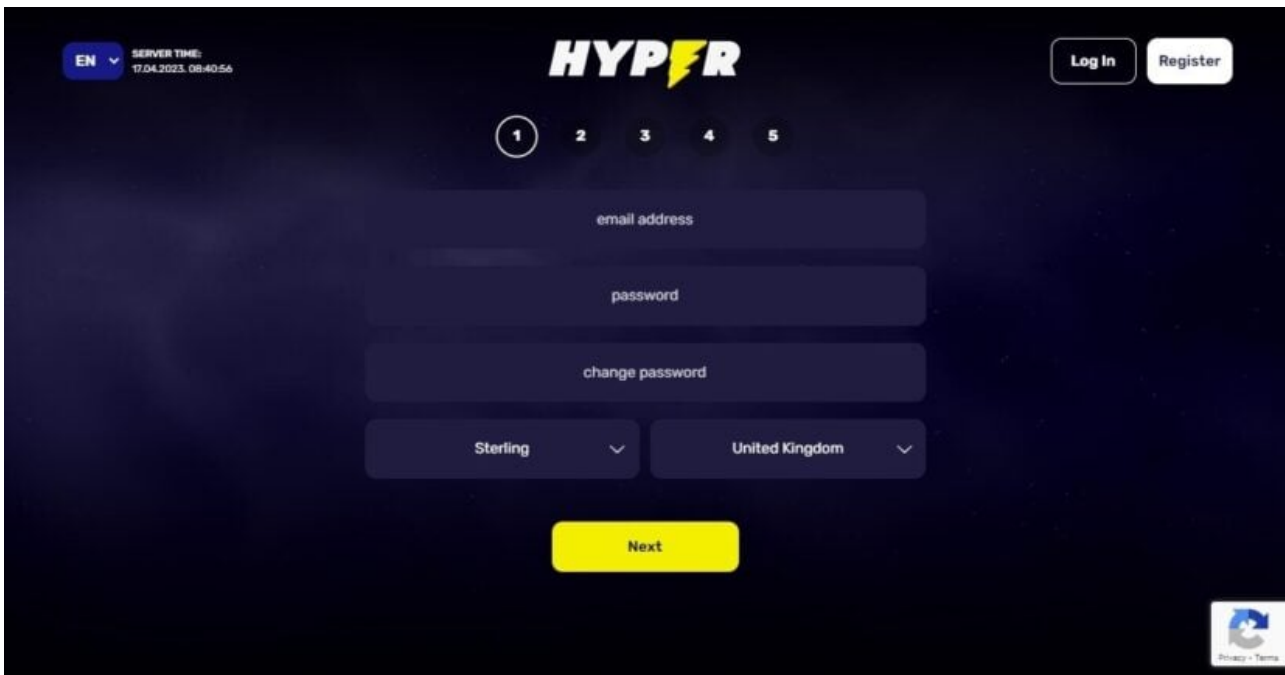 EN
SERVER TIME:
17.04.2023. 08:40:56
HYPER
Log In
Register
1 2 3 4 5
email address
password
change password
Sterling
United Kingdom
Next
Privacy - Terms